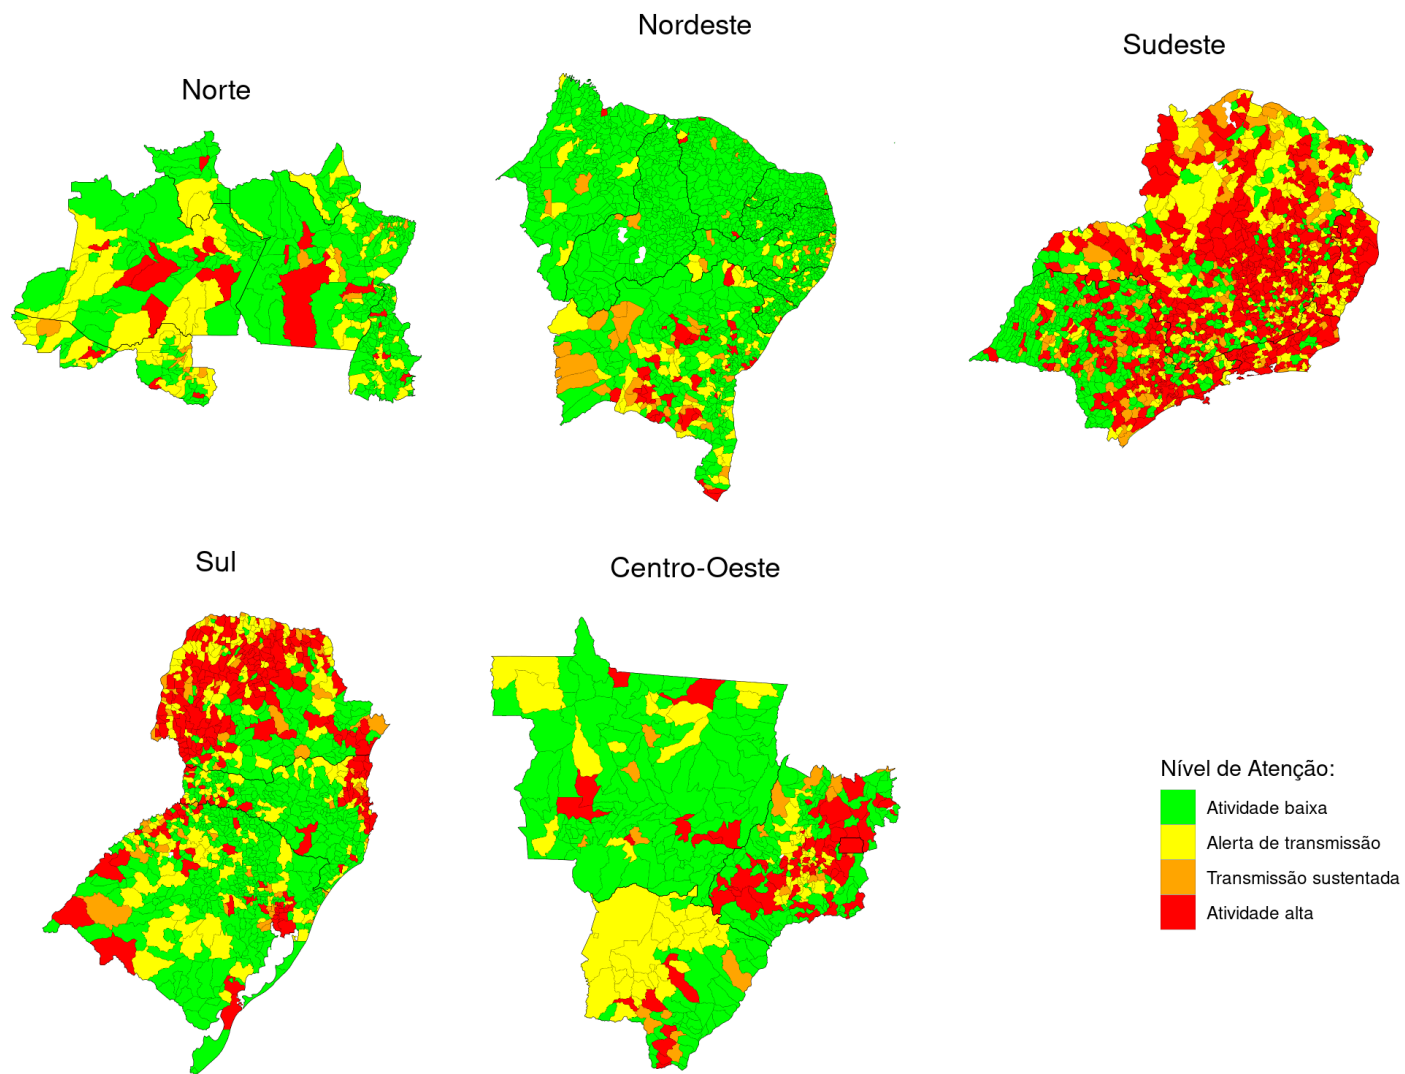 Norte
Nordeste
Sudeste
Sul
Centro-Oeste
Nível de Atenção:
Atividade baixa
Alerta de transmissão
Transmissão sustentada
Atividade alta